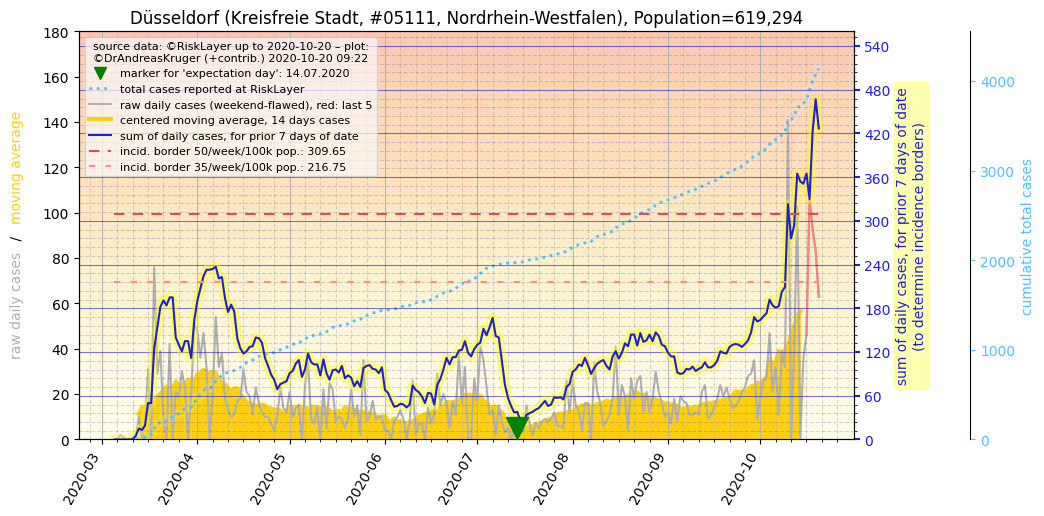 Düsseldorf (Kreisfreie Stadt, #05111, Nordrhein-Westfalen), Population=619,294
source data: ©RiskLayer up to 2020-10-20 – plot:
©DrAndreasKruger (+contrib.) 2020-10-20 09:22
marker for 'expectation day': 14.07.2020
total cases reported at RiskLayer
raw daily cases (weekend-flawed), red: last 5
centered moving average, 14 days cases
sum of daily cases, for prior 7 days of date
incid. border 50/week/100k pop.: 309.65
incid. border 35/week/100k pop.: 216.75
raw daily cases / moving average
180
160
140
120
100
80
60
40
20
0
2020-03
2020-04
2020-05
2020-06
2020-07
2020-08
2020-09
2020-10
540
480
420
360
300
240
180
120
60
0
sum of daily cases, for prior 7 days of date
(to determine incidence borders)
4000
3000
2000
1000
0
cumulative total cases